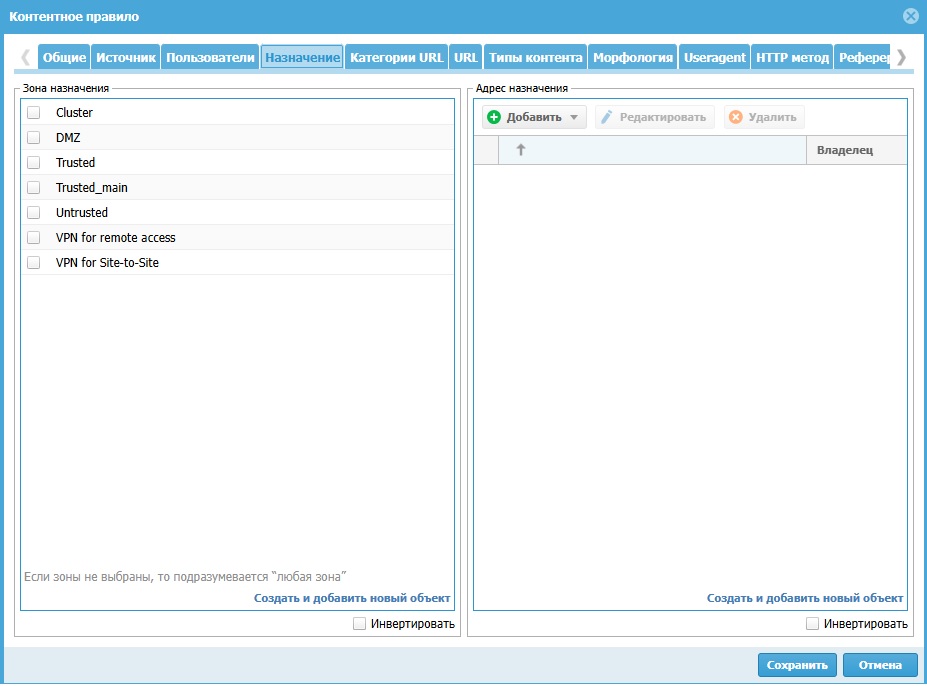 Контентное правило
Общие Источник Пользователи Назначение Категории URL URL Типы контента Морфология Useragent HTTP метод Рефере
Зона назначения
Cluster
DMZ
Trusted
Trusted_main
Untrusted
VPN for remote access
VPN for Site-to-Site
Если зоны не выбраны, то подразумевается “любая зона”
Создать и добавить новый объект
Инвертировать
Адрес назначения
Добавить Редактировать Удалить
Владелец
Создать и добавить новый объект
Инвертировать
Сохранить Отмена